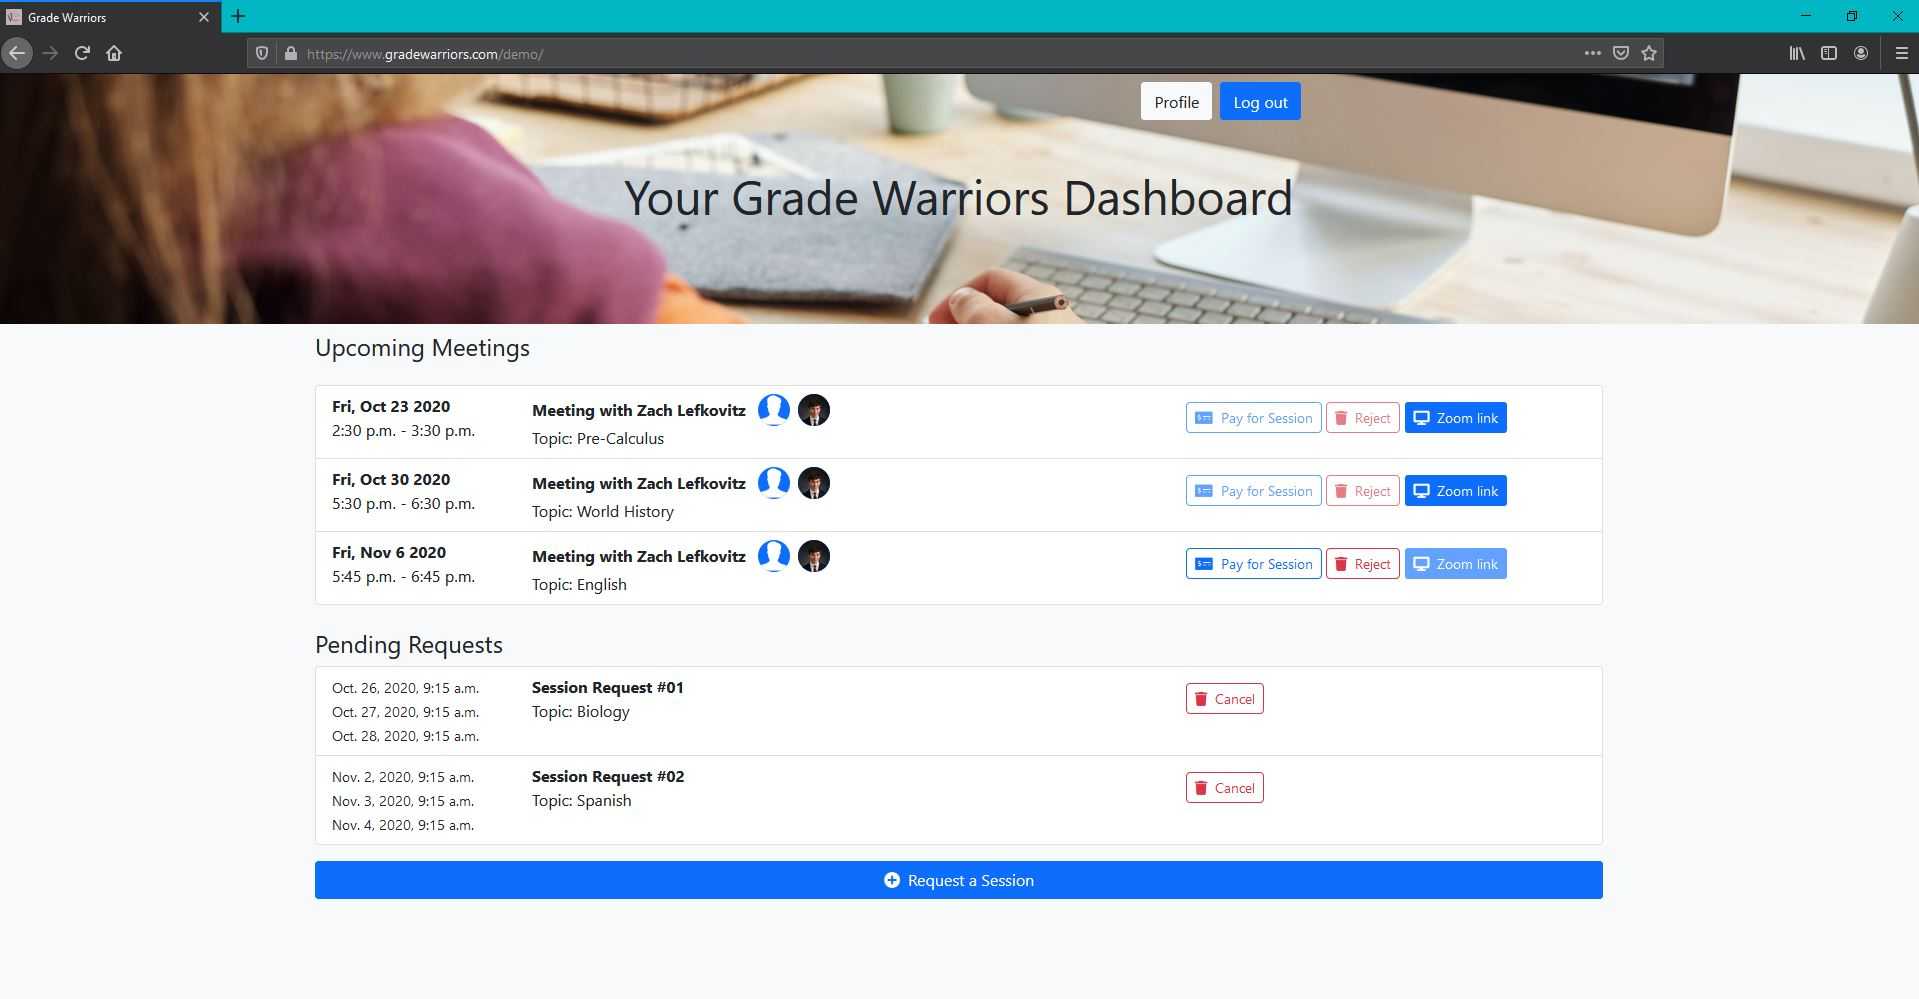 Grade Warriors
https://www.gradewarriors.com/demo/
Profile
Log out
Your Grade Warriors Dashboard
Upcoming Meetings
Fri, Oct 23 2020
2:30 p.m. - 3:30 p.m.
Meeting with Zach Lefkovitz
Topic: Pre-Calculus
Pay for Session
Reject
Zoom link
Fri, Oct 30 2020
5:30 p.m. - 6:30 p.m.
Meeting with Zach Lefkovitz
Topic: World History
Pay for Session
Reject
Zoom link
Fri, Nov 6 2020
5:45 p.m. - 6:45 p.m.
Meeting with Zach Lefkovitz
Topic: English
Pay for Session
Reject
Zoom link
Pending Requests
Oct. 26, 2020, 9:15 a.m.
Oct. 27, 2020, 9:15 a.m.
Oct. 28, 2020, 9:15 a.m.
Session Request #01
Topic: Biology
Cancel
Nov. 2, 2020, 9:15 a.m.
Nov. 3, 2020, 9:15 a.m.
Nov. 4, 2020, 9:15 a.m.
Session Request #02
Topic: Spanish
Cancel
Request a Session